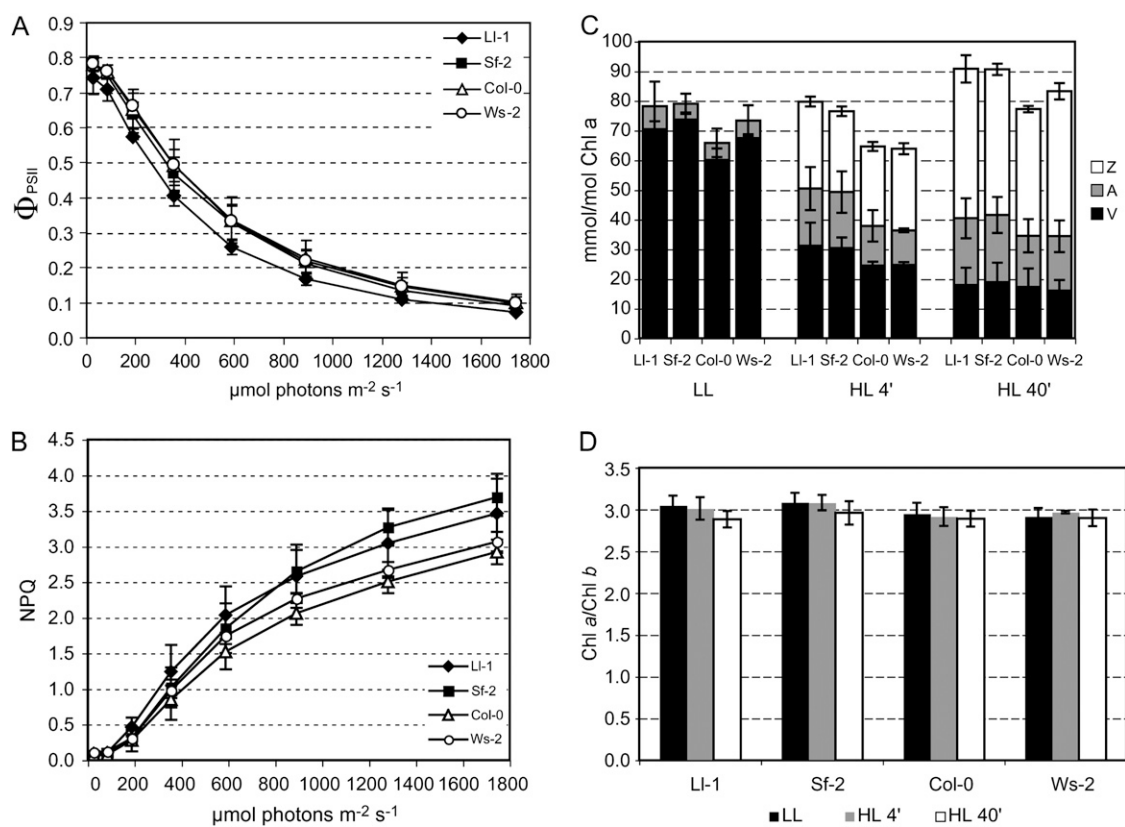 A
0.9
0.8
0.7
0.6
0.5
0.4
0.3
0.2
0.1
0.0
ΦPSII
Ll-1
Sf-2
Col-0
Ws-2
0 200 400 600 800 1000 1200 1400 1600 1800
µmol photons m-2 s-1
B
4.5
4.0
3.5
3.0
2.5
2.0
1.5
1.0
0.5
0.0
NPQ
Ll-1
Sf-2
Col-0
Ws-2
0 200 400 600 800 1000 1200 1400 1600 1800
µmol photons m-2 s-1
C
100
90
80
70
60
50
40
30
20
10
0
mmol/mol Chl a
Z
A
V
Ll-1 Sf-2 Col-0 Ws-2 Ll-1 Sf-2 Col-0 Ws-2 Ll-1 Sf-2 Col-0 Ws-2
LL HL 4' HL 40'
D
3.5
3.0
2.5
2.0
1.5
1.0
0.5
0.0
Chl a/Chl b
Ll-1 Sf-2 Col-0 Ws-2
LL HL 4' HL 40'